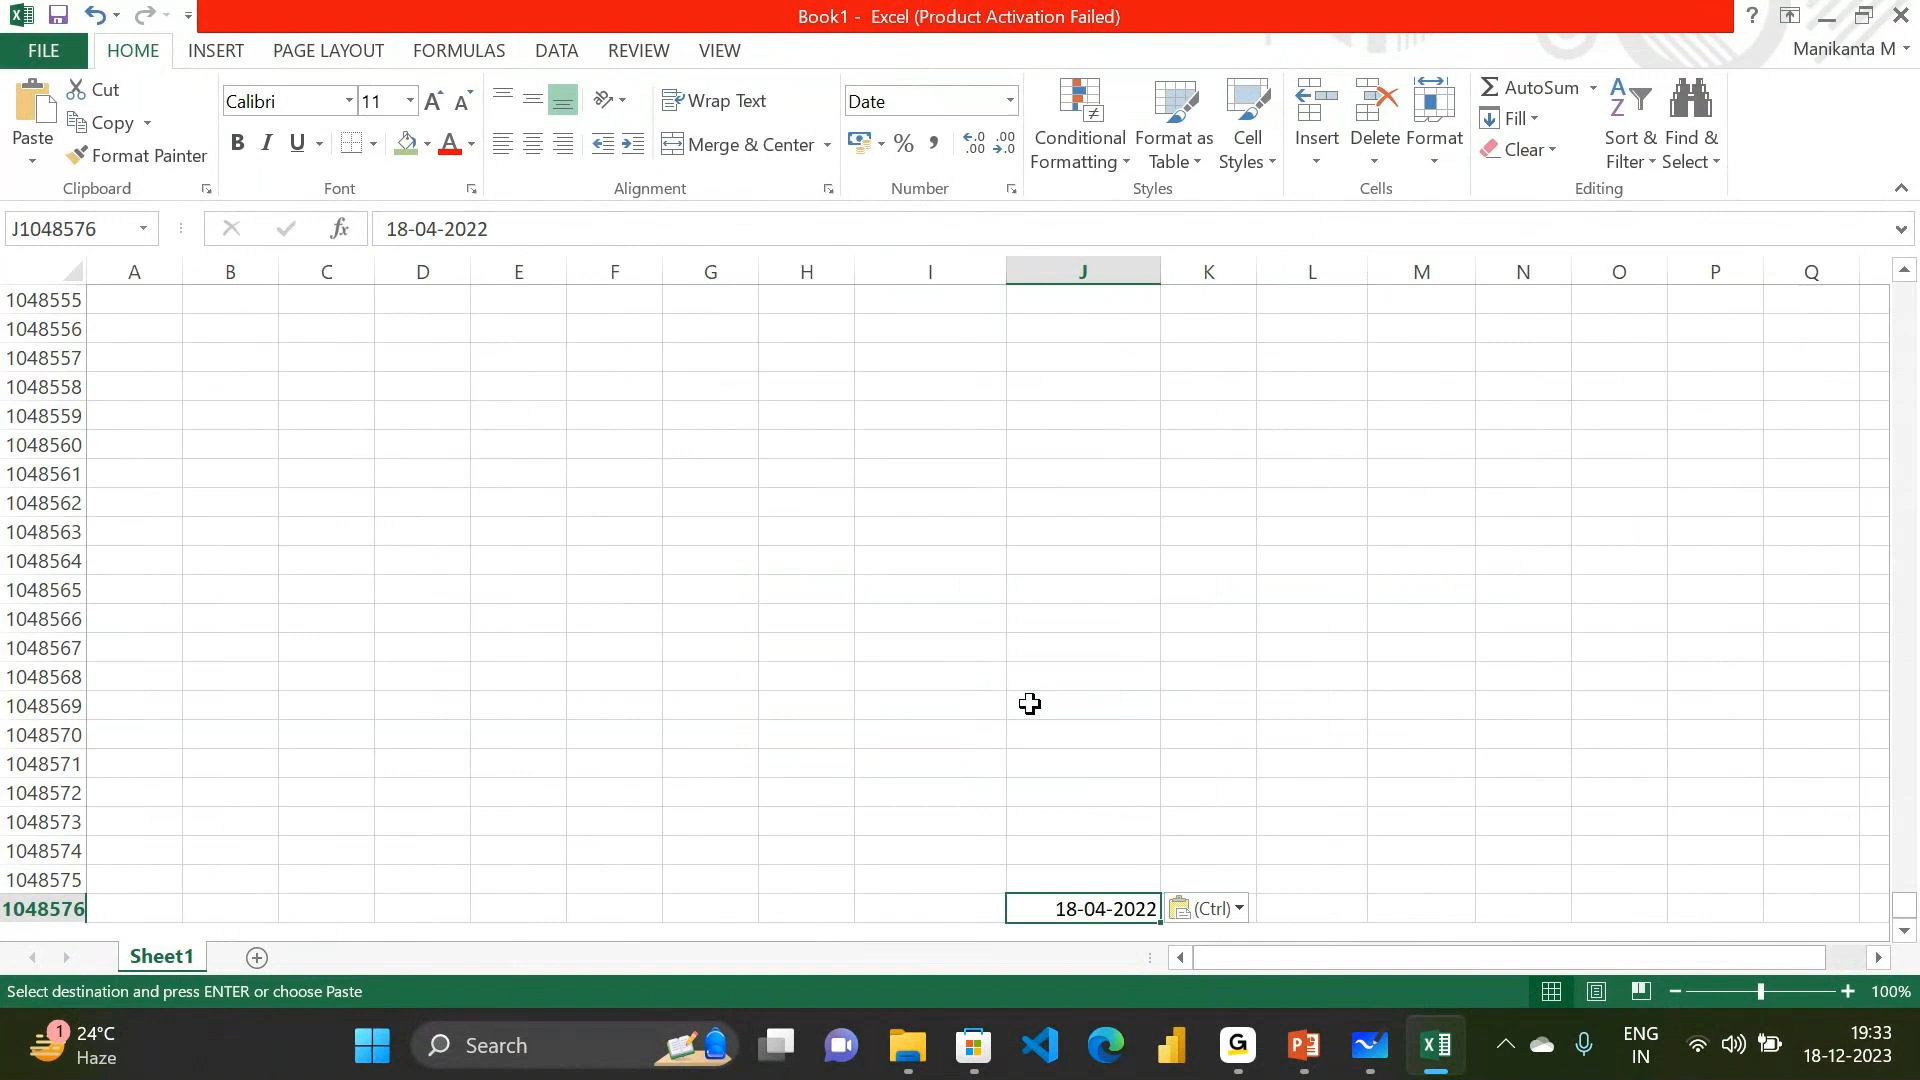 Book1 - Excel (Product Activation Failed)
?
FILE HOME INSERT PAGE LAYOUT FORMULAS DATA REVIEW VIEW Manikanta M
Paste
Cut
Copy
Format Painter
Clipboard
Calibri 11
B I U
Font
Wrap Text
Merge & Center
Alignment
Date
%
Number
Conditional Formatting
Format as Table
Cell Styles
Styles
Insert Delete Format
Cells
AutoSum
Fill
Clear
Sort & Filter
Find & Select
Editing
J1048576 fx 18-04-2022
A B C D E F G H I J K L M N O P Q
1048555
1048556
1048557
1048558
1048559
1048560
1048561
1048562
1048563
1048564
1048565
1048566
1048567
1048568
1048569
1048570
1048571
1048572
1048573
1048574
1048575
1048576 18-04-2022 (Ctrl)
Sheet1
Select destination and press ENTER or choose Paste 100%
1 24°C
Haze
Search
ENG
IN
19:33
18-12-2023